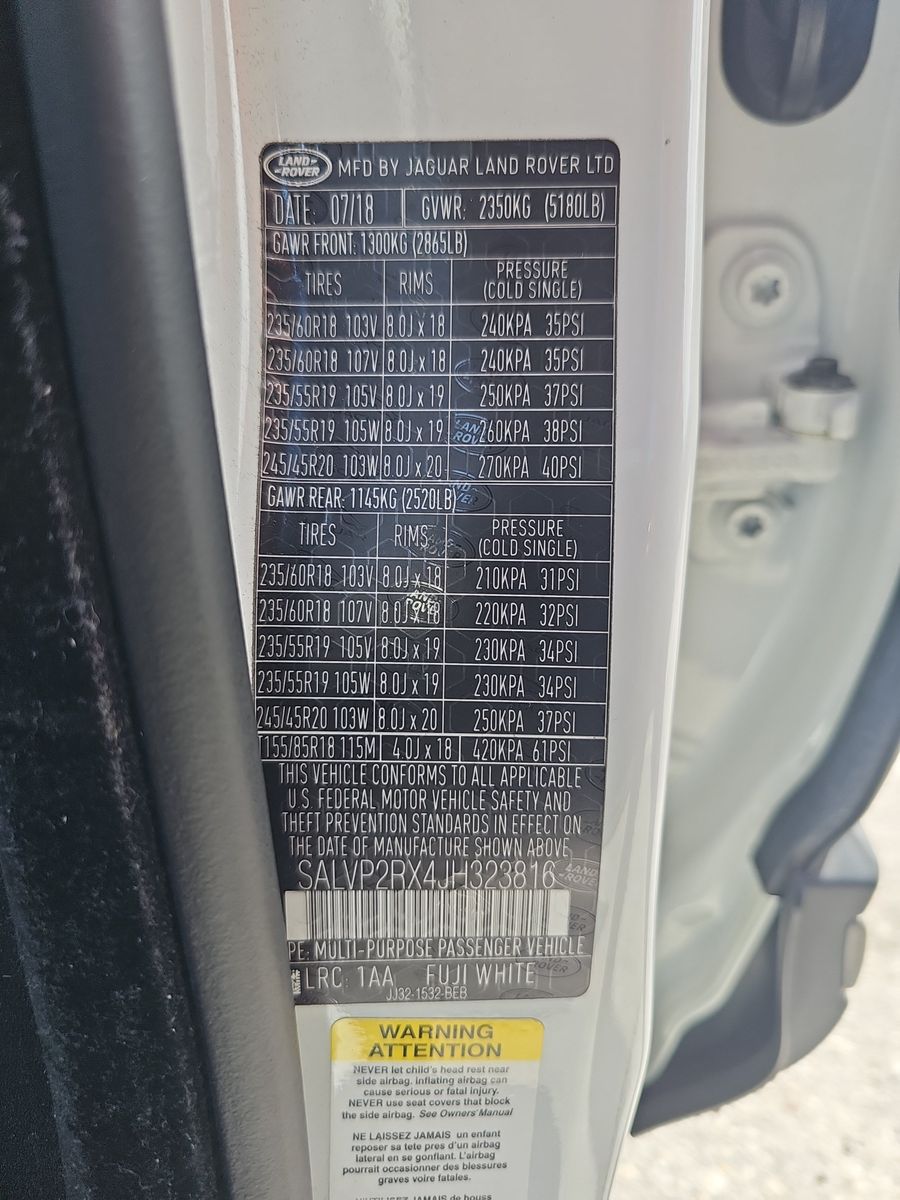 LAND-ROVER MFD BY JAGUAR LAND ROVER LTD
DATE: 07/18 GVWR: 2350KG (5180LB)
GAWR FRONT: 1300KG (2865LB)
TIRES RIMS PRESSURE (COLD SINGLE)
235/60R18 103V 8.0J x 18 240KPA 35PSI
235/60R18 107V 8.0J x 18 240KPA 35PSI
235/55R19 105V 8.0J x 19 250KPA 37PSI
235/55R19 105W 8.0J x 19 260KPA 38PSI
245/45R20 103W 8.0J x 20 270KPA 40PSI
GAWR REAR: 1145KG (2520LB)
TIRES RIMS PRESSURE (COLD SINGLE)
235/60R18 103V 8.0J x 18 210KPA 31PSI
235/60R18 107V 8.0J x 18 220KPA 32PSI
235/55R19 105V 8.0J x 19 230KPA 34PSI
235/55R19 105W 8.0J x 19 230KPA 34PSI
245/45R20 103W 8.0J x 20 250KPA 37PSI
T155/85R18 115M 4.0J x 18 420KPA 61PSI
THIS VEHICLE CONFORMS TO ALL APPLICABLE
U.S. FEDERAL MOTOR VEHICLE SAFETY AND
THEFT PREVENTION STANDARDS IN EFFECT ON
THE DATE OF MANUFACTURE SHOWN ABOVE.
SALVP2RX4JH323816
PE: MULTI-PURPOSE PASSENGER VEHICLE
LRC: 1AA FUJI WHITE
JJ32-1532-BEB
WARNING
ATTENTION
NEVER let child's head rest near
side airbag. Inflating airbag can
cause serious or fatal injury.
NEVER use seat covers that block
the side airbag. See Owners' Manual
NE LAISSEZ JAMAIS un enfant
reposer sa tete pres d'un airbag
lateral en se gonflant. L'airbag
pourrait occasionner des blessures
graves voire fatales.
N'UTILISEZ JAMAIS de houss